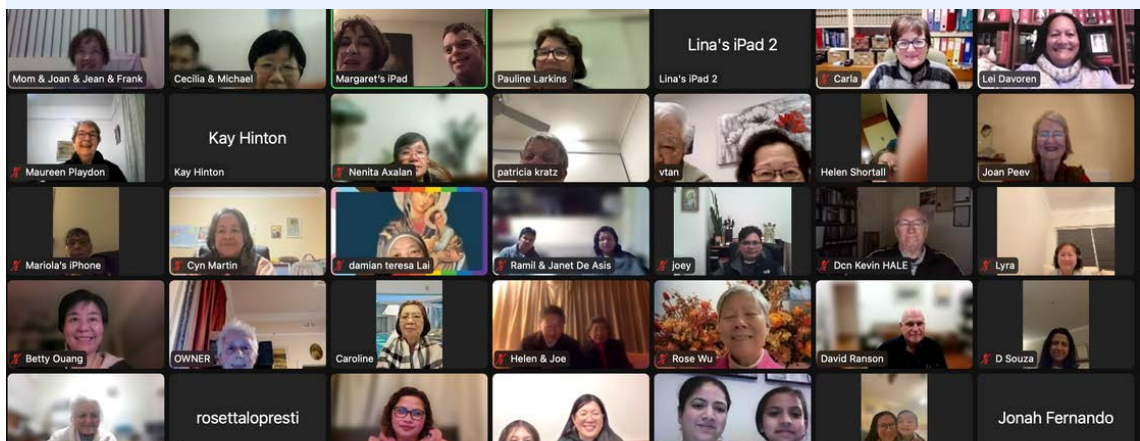 Mom & Joan & Jean & Frank
Cecilia & Michael
Margaret's iPad
Pauline Larkins
Lina's iPad 2
Lina's iPad 2
Carla
Lei Davoren
Maureen Playdon
Kay Hinton
Kay Hinton
Nenita Axalan
patricia kratz
vtan
Helen Shortall
Joan Peev
Mariola's iPhone
Cyn Martin
damian teresa Lai
Ramil & Janet De Asis
joey
Dcn Kevin HALE
Lyra
Betty Ouang
OWNER
Caroline
Helen & Joe
Rose Wu
David Ranson
D Souza
rosettalopresti
Jonah Fernando